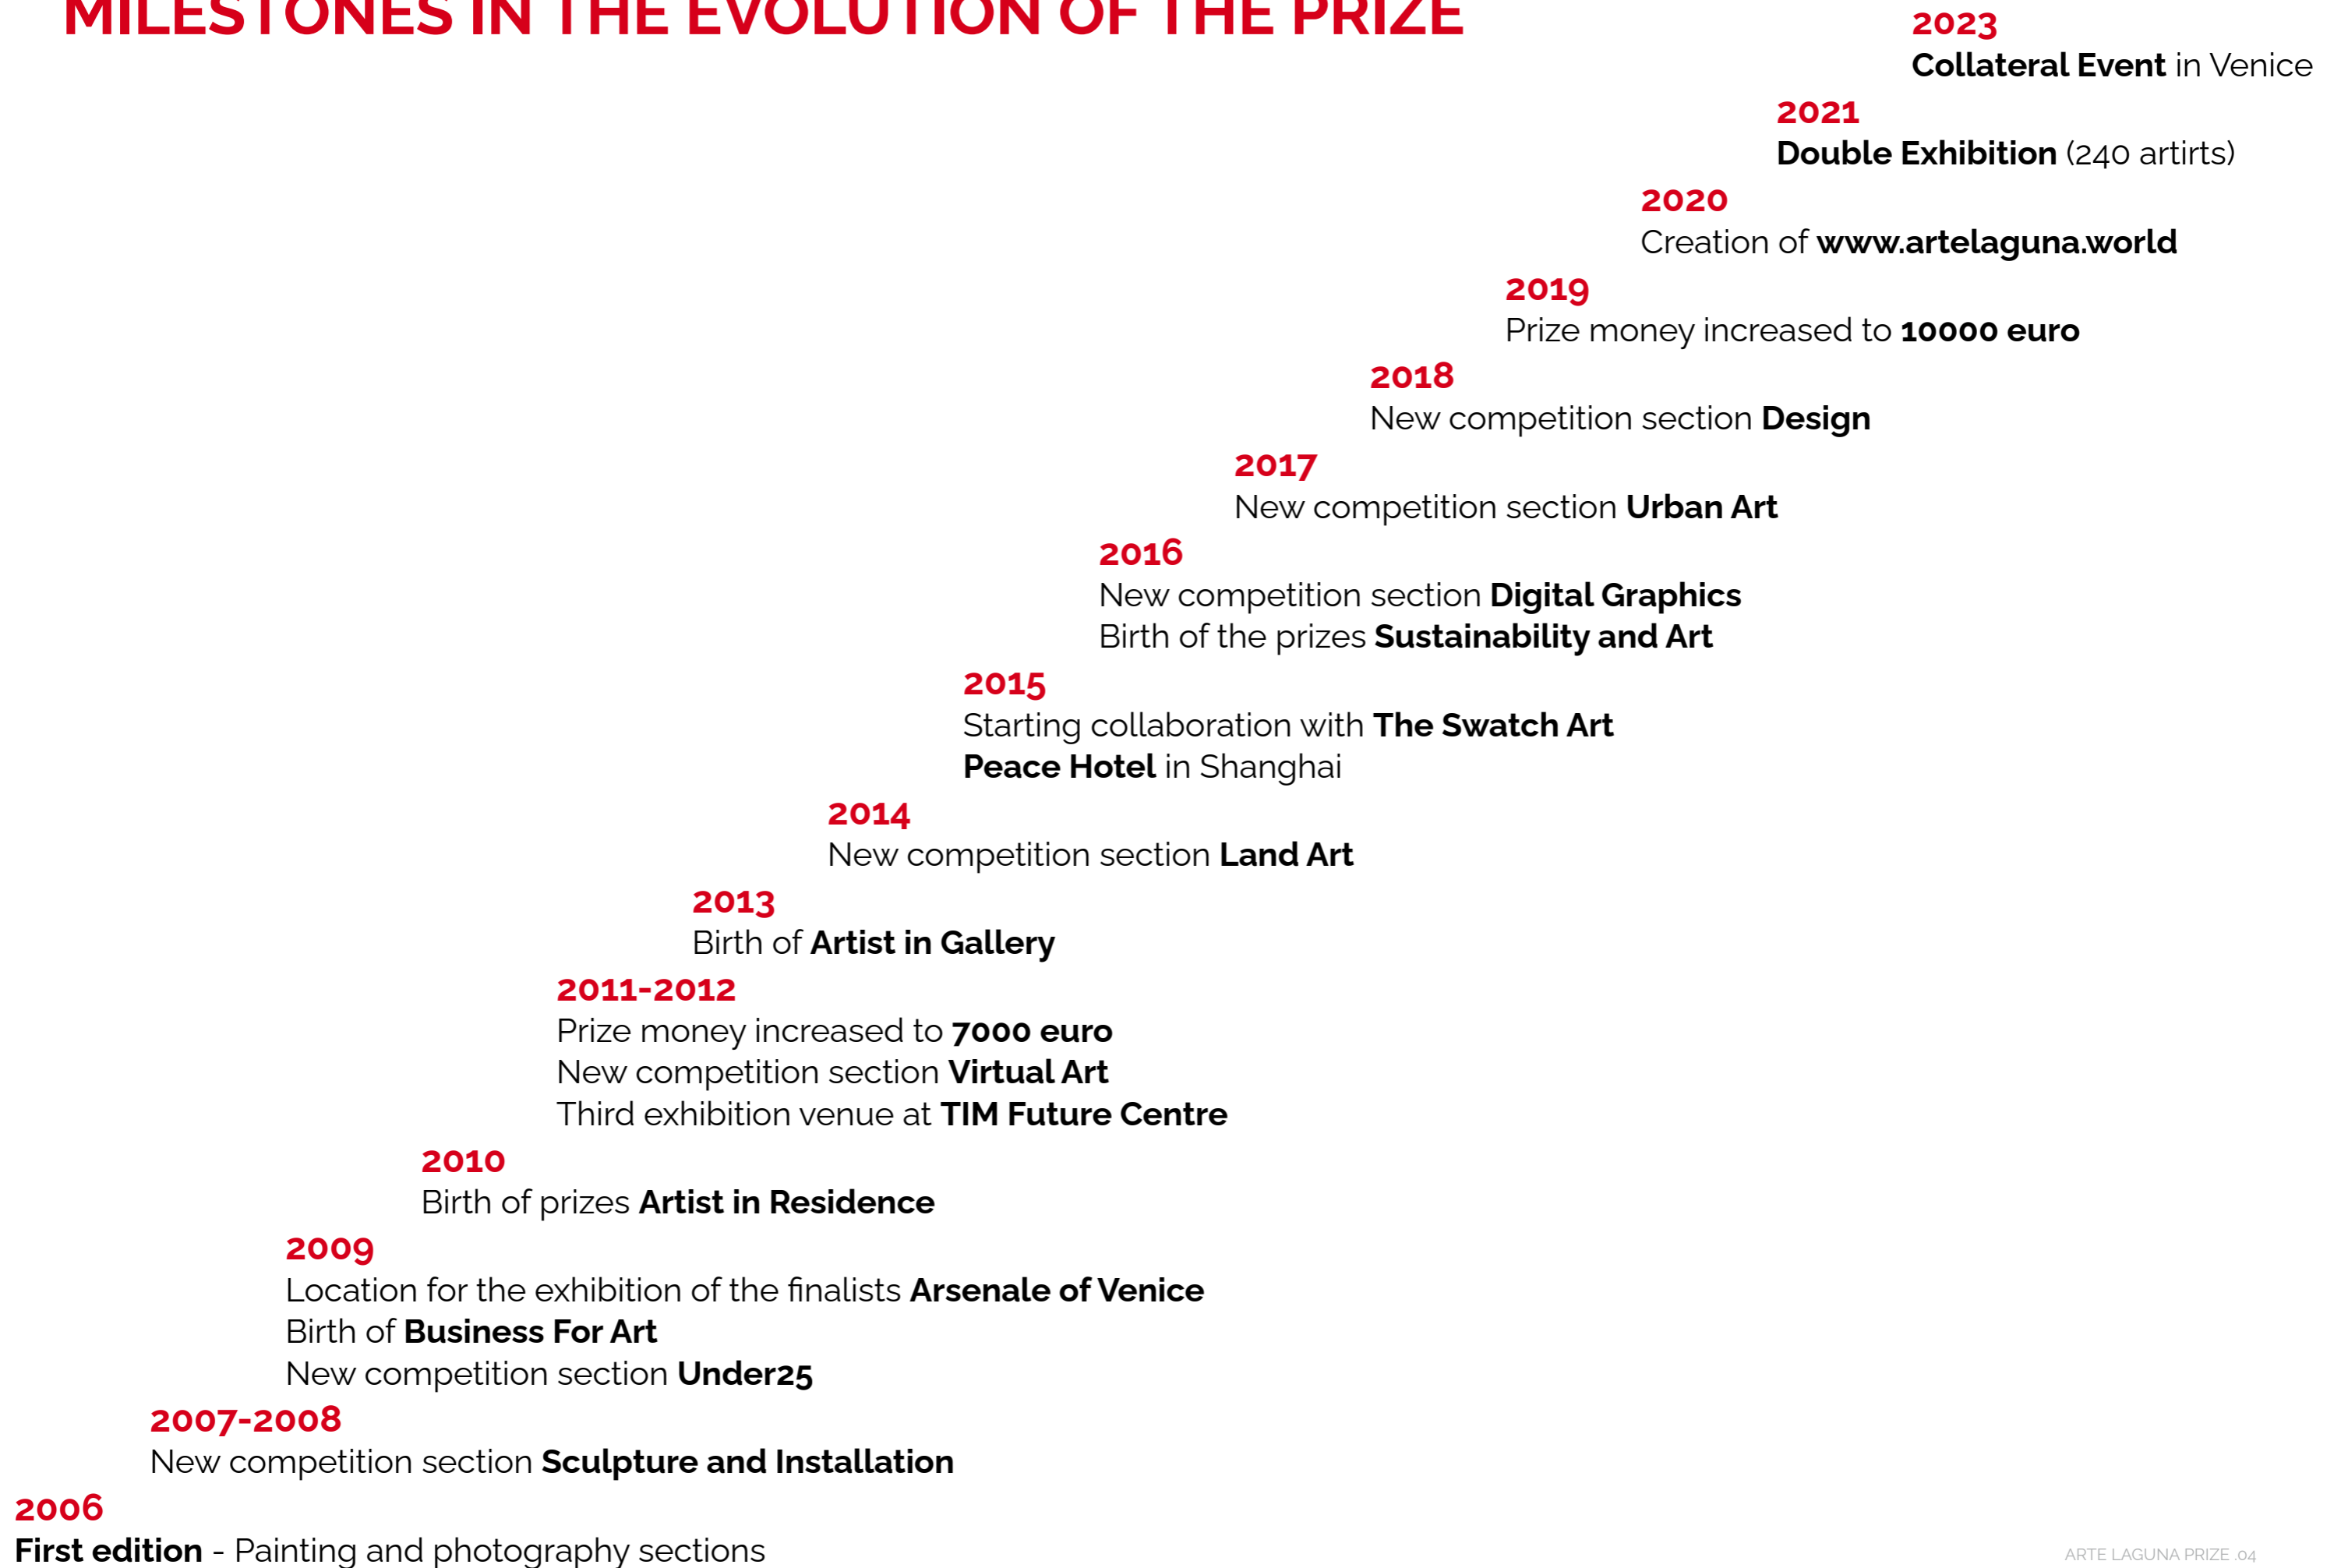 MILESTONES IN THE EVOLUTION OF THE PRIZE
2023
Collateral Event in Venice
2021
Double Exhibition (240 artirts)
2020
Creation of www.artelaguna.world
2019
Prize money increased to 10000 euro
2018
New competition section Design
2017
New competition section Urban Art
2016
New competition section Digital Graphics
Birth of the prizes Sustainability and Art
2015
Starting collaboration with The Swatch Art
Peace Hotel in Shanghai
2014
New competition section Land Art
2013
Birth of Artist in Gallery
2011-2012
Prize money increased to 7000 euro
New competition section Virtual Art
Third exhibition venue at TIM Future Centre
2010
Birth of prizes Artist in Residence
2009
Location for the exhibition of the finalists Arsenale of Venice
Birth of Business For Art
New competition section Under25
2007-2008
New competition section Sculpture and Installation
2006
First edition - Painting and photography sections
ARTE LAGUNA PRIZE .04